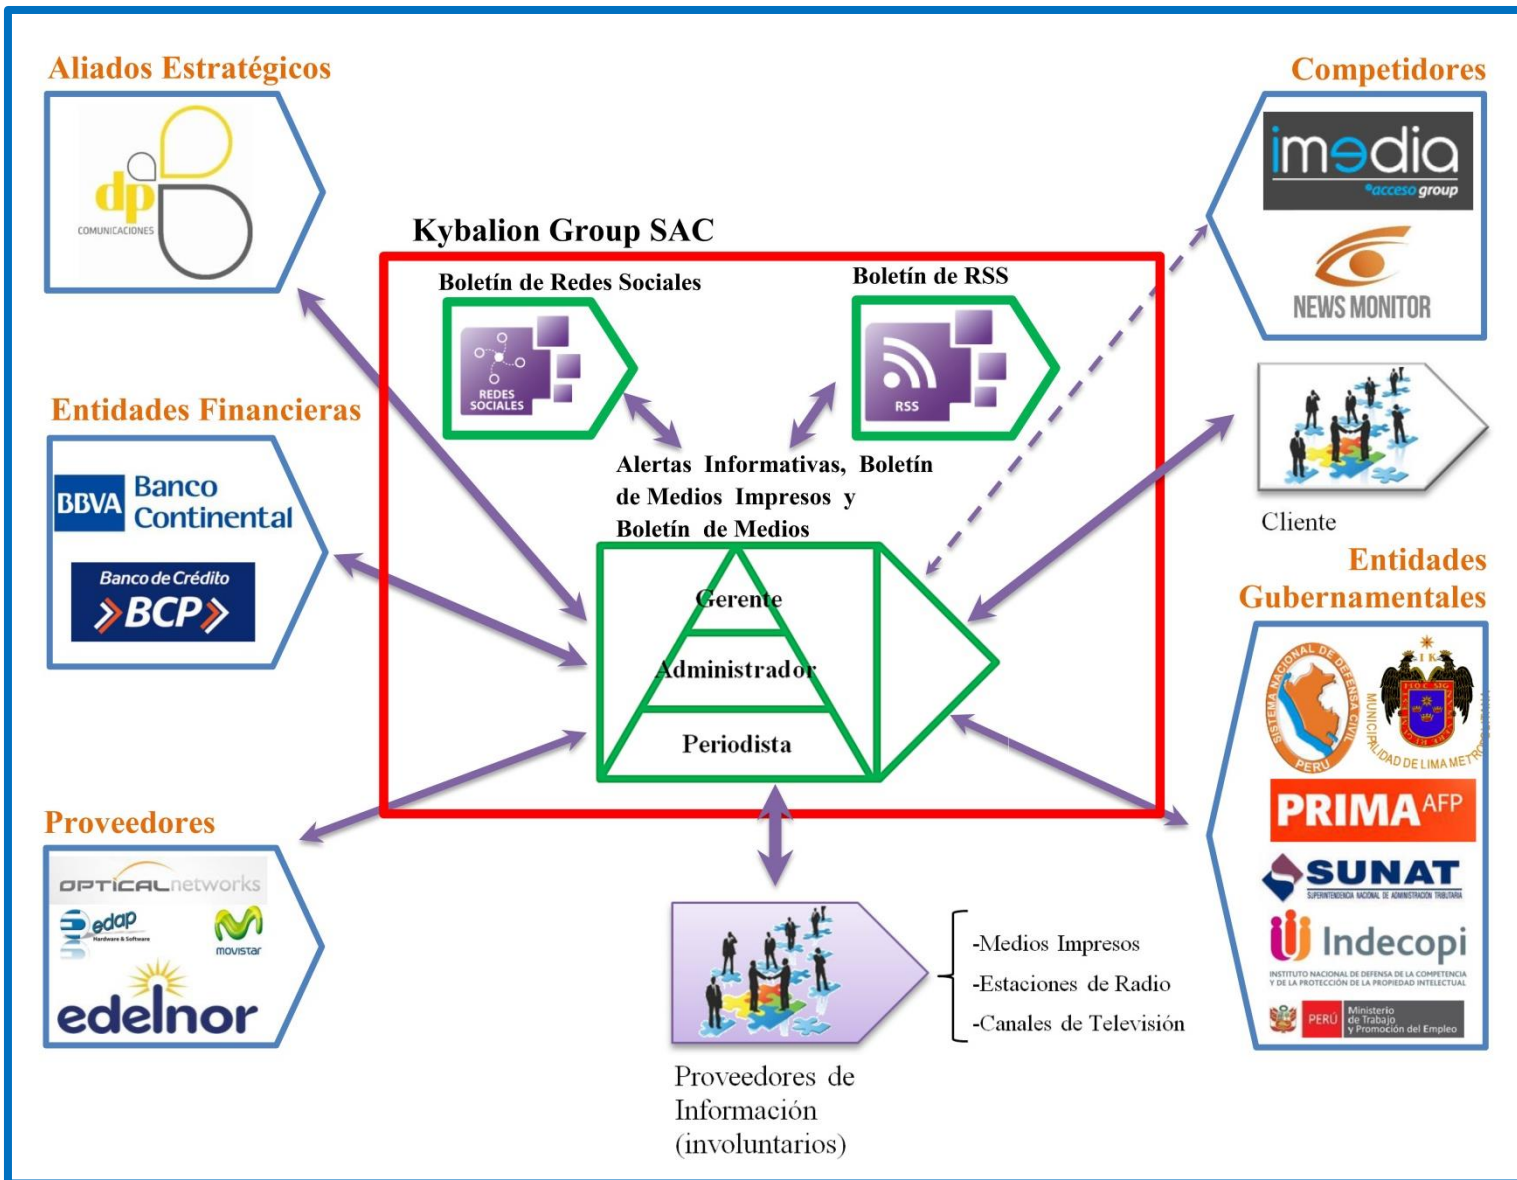 Aliados Estratégicos
dp
COMUNICACIONES
Entidades Financieras
BBVA Banco
Continental
Banco de Crédito
BCP
Proveedores
OPTICAL networks
edap
Hardware & Software
movistar
edelnor
Kybalion Group SAC
Boletín de Redes Sociales
REDES
SOCIALES
Boletín de RSS
RSS
Alertas Informativas, Boletín
de Medios Impresos y
Boletín de Medios
Gerente
Administrador
Periodista
Proveedores de
Información
(involuntarios)
-Medios Impresos
-Estaciones de Radio
-Canales de Televisión
Competidores
imedia
acceso group
NEWS MONITOR
Cliente
Entidades
Gubernamentales
SISTEMA NACIONAL DE DEFENSA CIVIL
PERU
I K
MUNICIPALIDAD DE LIMA METROPOLITANA
PRIMA AFP
SUNAT
SUPERINTENDENCIA NACIONAL DE ADMINISTRACIÓN TRIBUTARIA
Indecopi
INSTITUTO NACIONAL DE DEFENSA DE LA COMPETENCIA
Y DE LA PROTECCIÓN DE LA PROPIEDAD INTELECTUAL
PERÚ
Ministerio
de Trabajo
y Promoción del Empleo